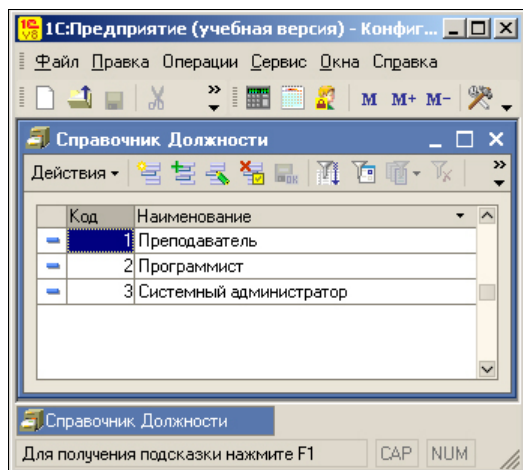 1С:Предприятие (учебная версия) - Конфиг...
Файл Правка Операции Сервис Окна Справка
M M+ M-
Справочник Должности
Действия
Код Наименование
1 Преподаватель
2 Программист
3 Системный администратор
Справочник Должности
Для получения подсказки нажмите F1 CAP NUM